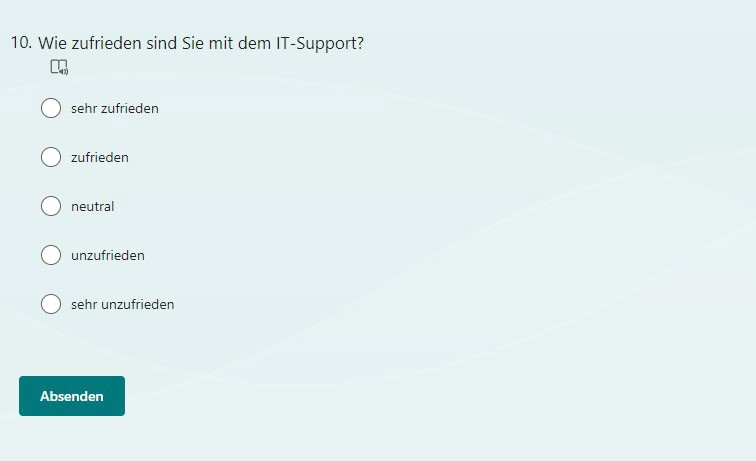 10. Wie zufrieden sind Sie mit dem IT-Support?
sehr zufrieden
zufrieden
neutral
unzufrieden
sehr unzufrieden
Absenden